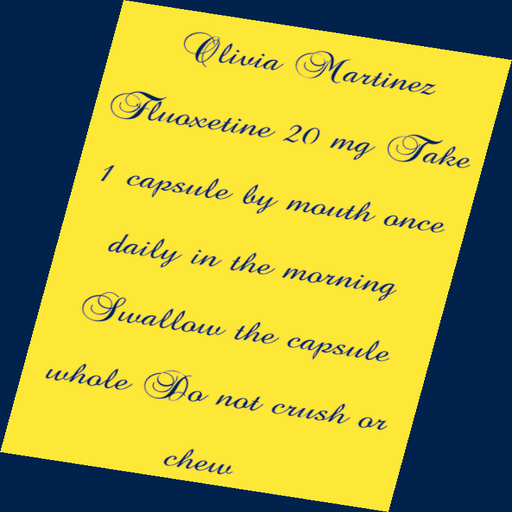 Olivia Martinez
Fluoxetine 20 mg Take
1 capsule by mouth once
daily in the morning
Swallow the capsule
whole Do not crush or
chew